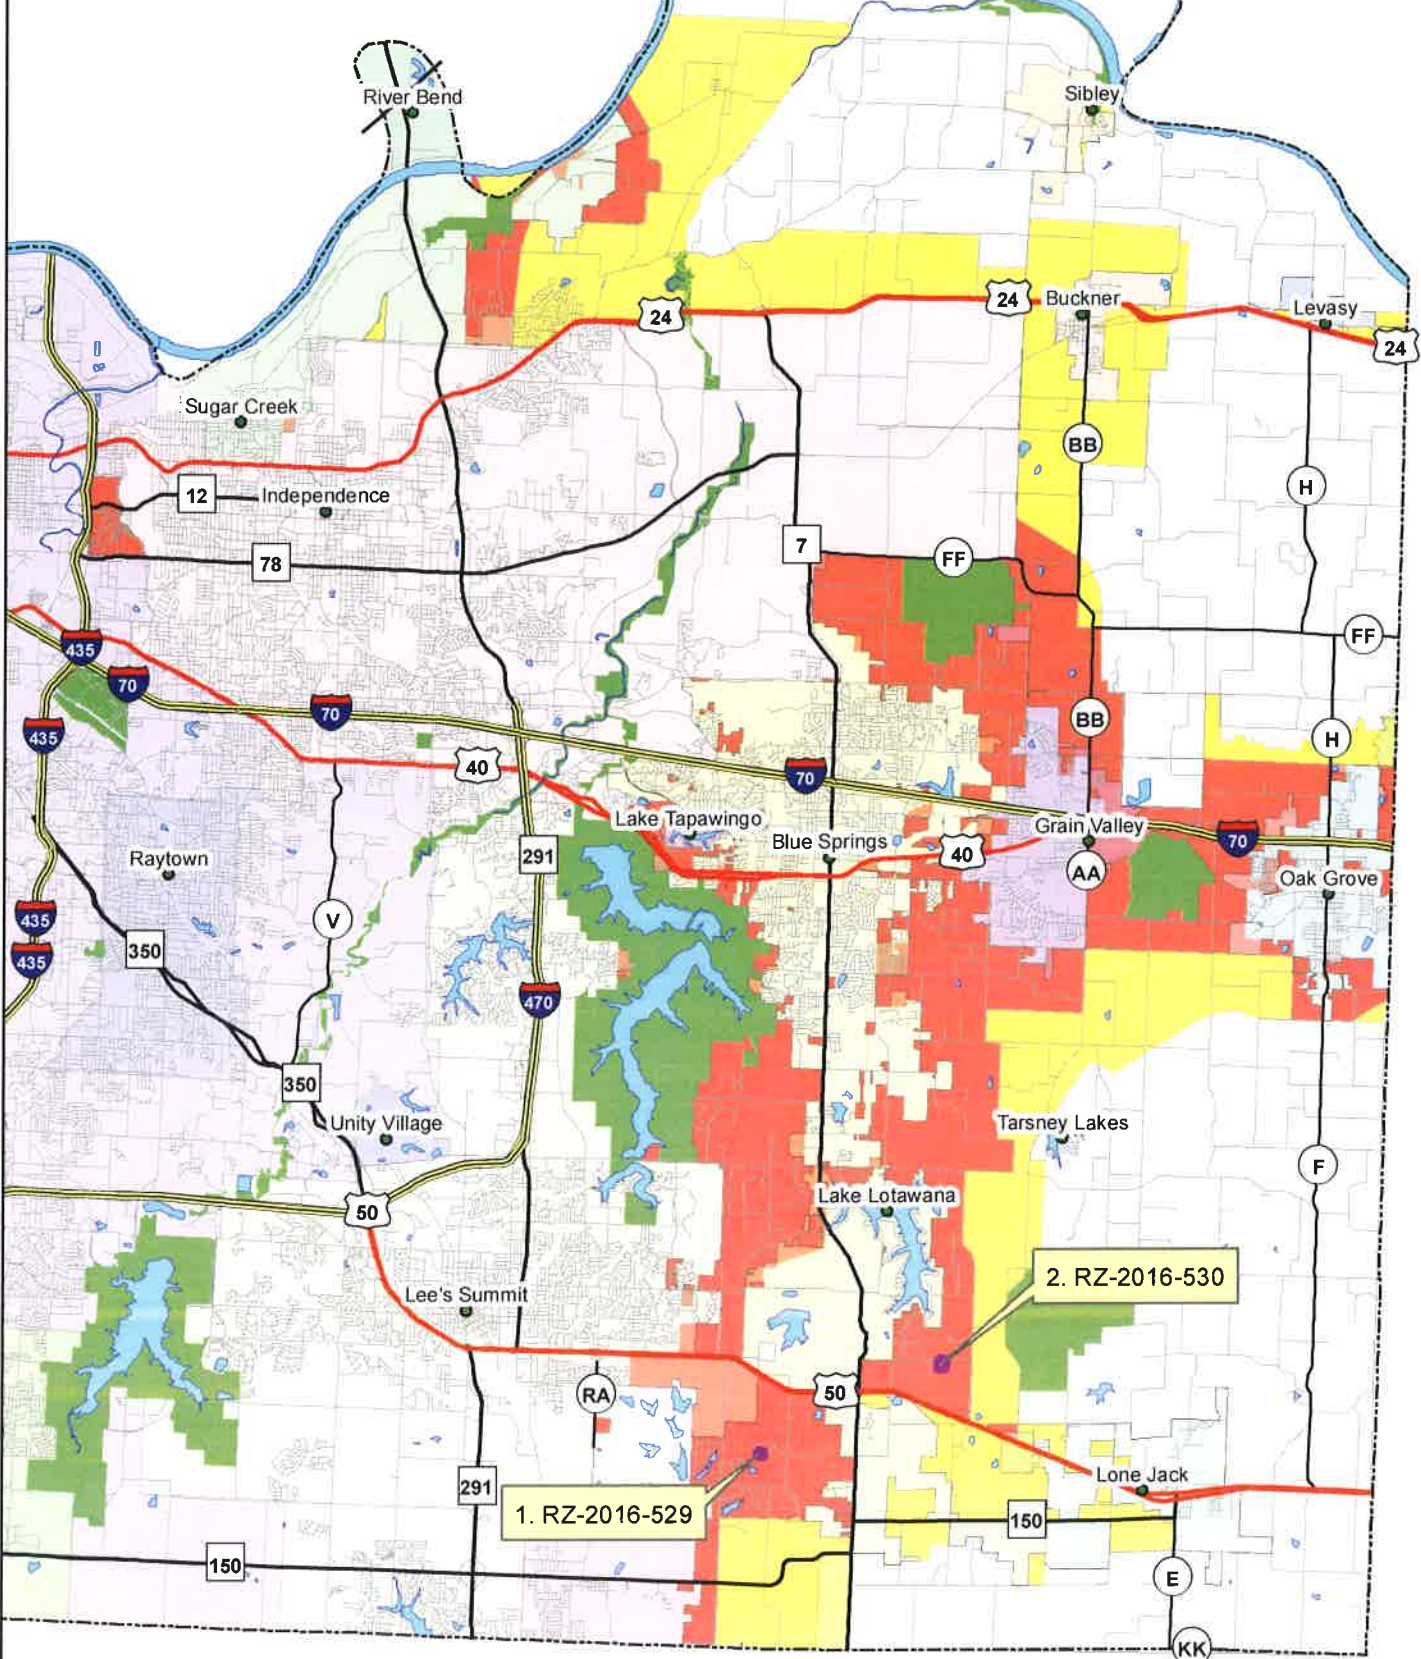 River Bend
Sibley
24
24
Buckner
Levasy
24
Sugar Creek
BB
12
Independence
H
78
7
FF
FF
435
70
70
435
BB
H
40
70
Lake Tapawingo
Blue Springs
Grain Valley
70
40
291
Raytown
AA
Oak Grove
435
V
350
435
470
350
Unity Village
Tarsney Lakes
F
50
Lake Lotawana
2. RZ-2016-530
Lee's Summit
RA
50
291
Lone Jack
1. RZ-2016-529
150
150
E
KK